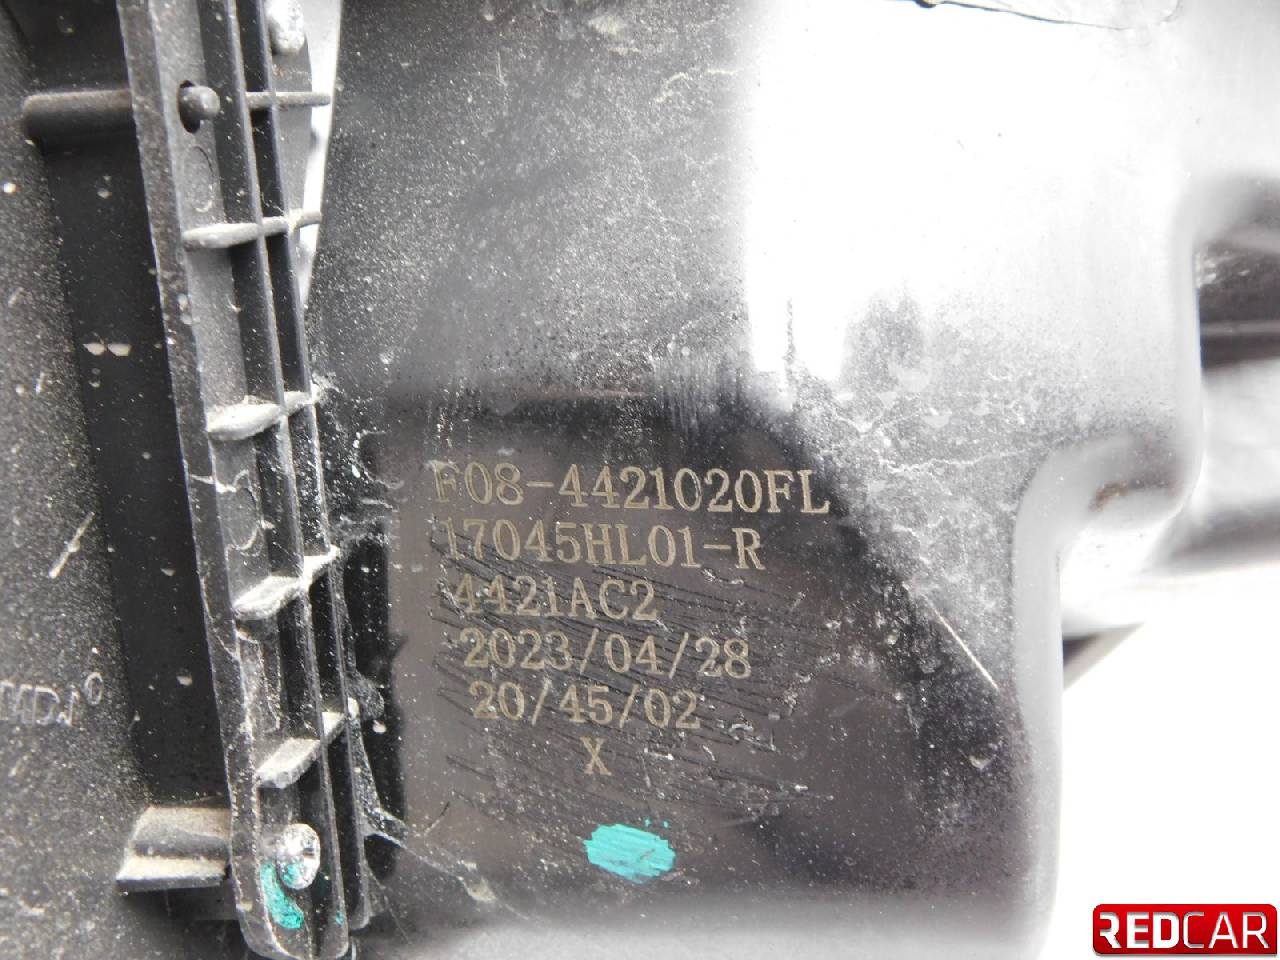 F08-4421020FL
17045HL01-R
4421AC2
2023/04/28
20/45/02
X
REDCAR